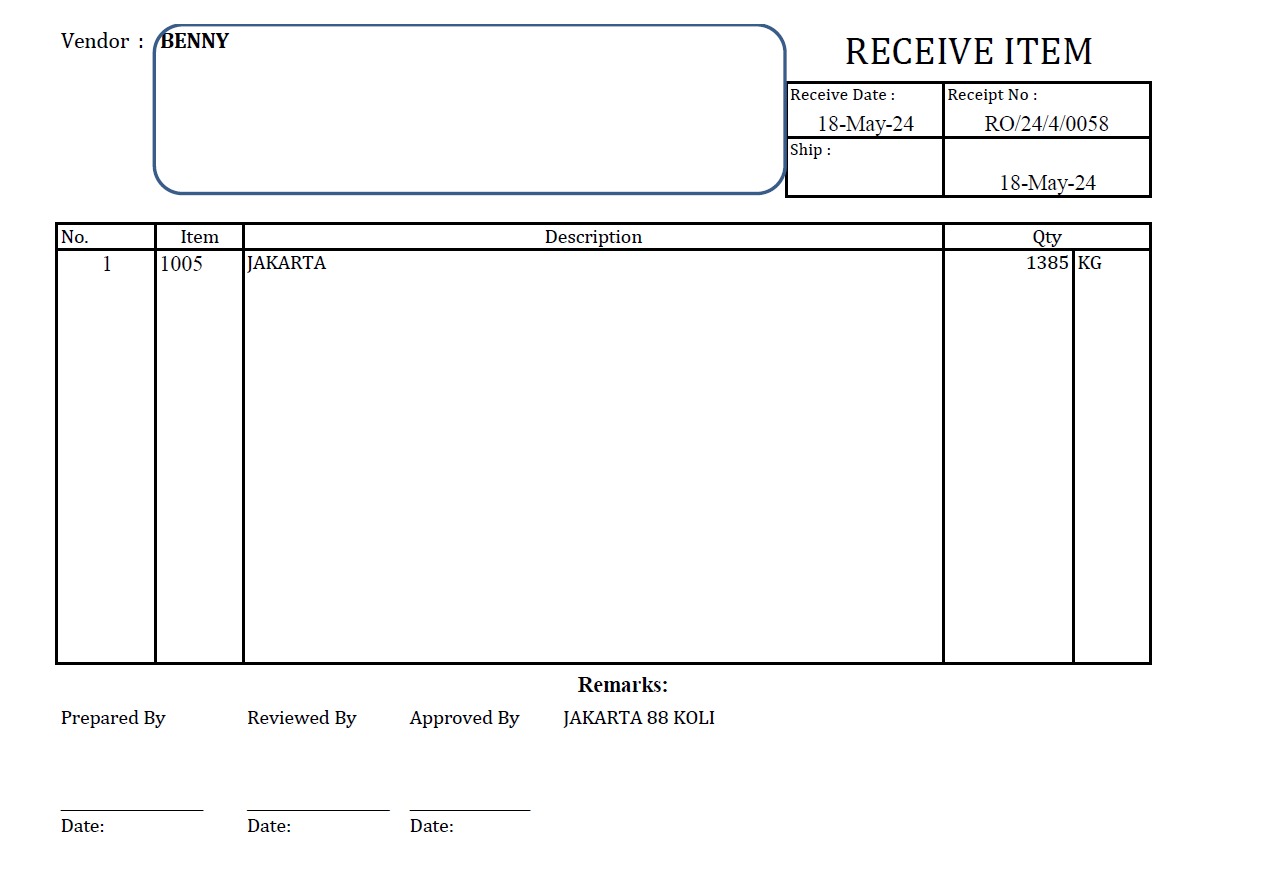 Vendor : BENNY
RECEIVE ITEM
Receive Date : Receipt No :
18-May-24 RO/24/4/0058
Ship :
18-May-24
No. Item Description Qty
1 1005 JAKARTA 1385 KG
Remarks:
Prepared By Reviewed By Approved By JAKARTA 88 KOLI
Date: Date: Date: